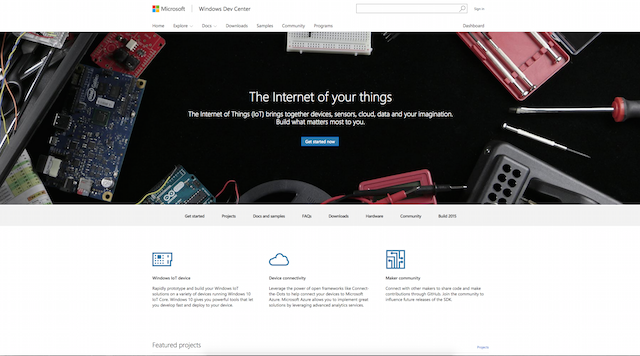 Microsoft | Windows Dev Center
Sign in
Home Explore Docs Downloads Samples Community Programs Dashboard
The Internet of your things
The Internet of Things (IoT) brings together devices, sensors, cloud, data and your imagination.
Build what matters most to you.
Get started now
Get started Projects Docs and samples FAQs Downloads Hardware Community Build 2015
Windows IoT device
Rapidly prototype and build your Windows IoT
solutions on a variety of devices running Windows 10
IoT Core. Windows 10 gives you powerful tools that let
you develop fast and deploy to your device.
Device connectivity
Leverage the power of open frameworks like Connect-
the-Dots to help connect your devices to Microsoft
Azure. Microsoft Azure allows you to implement great
solutions by leveraging advanced analytics services.
Maker community
Connect with other makers to share code and make
contributions through GitHub. Join the community to
influence future releases of the SDK.
Featured projects
Projects